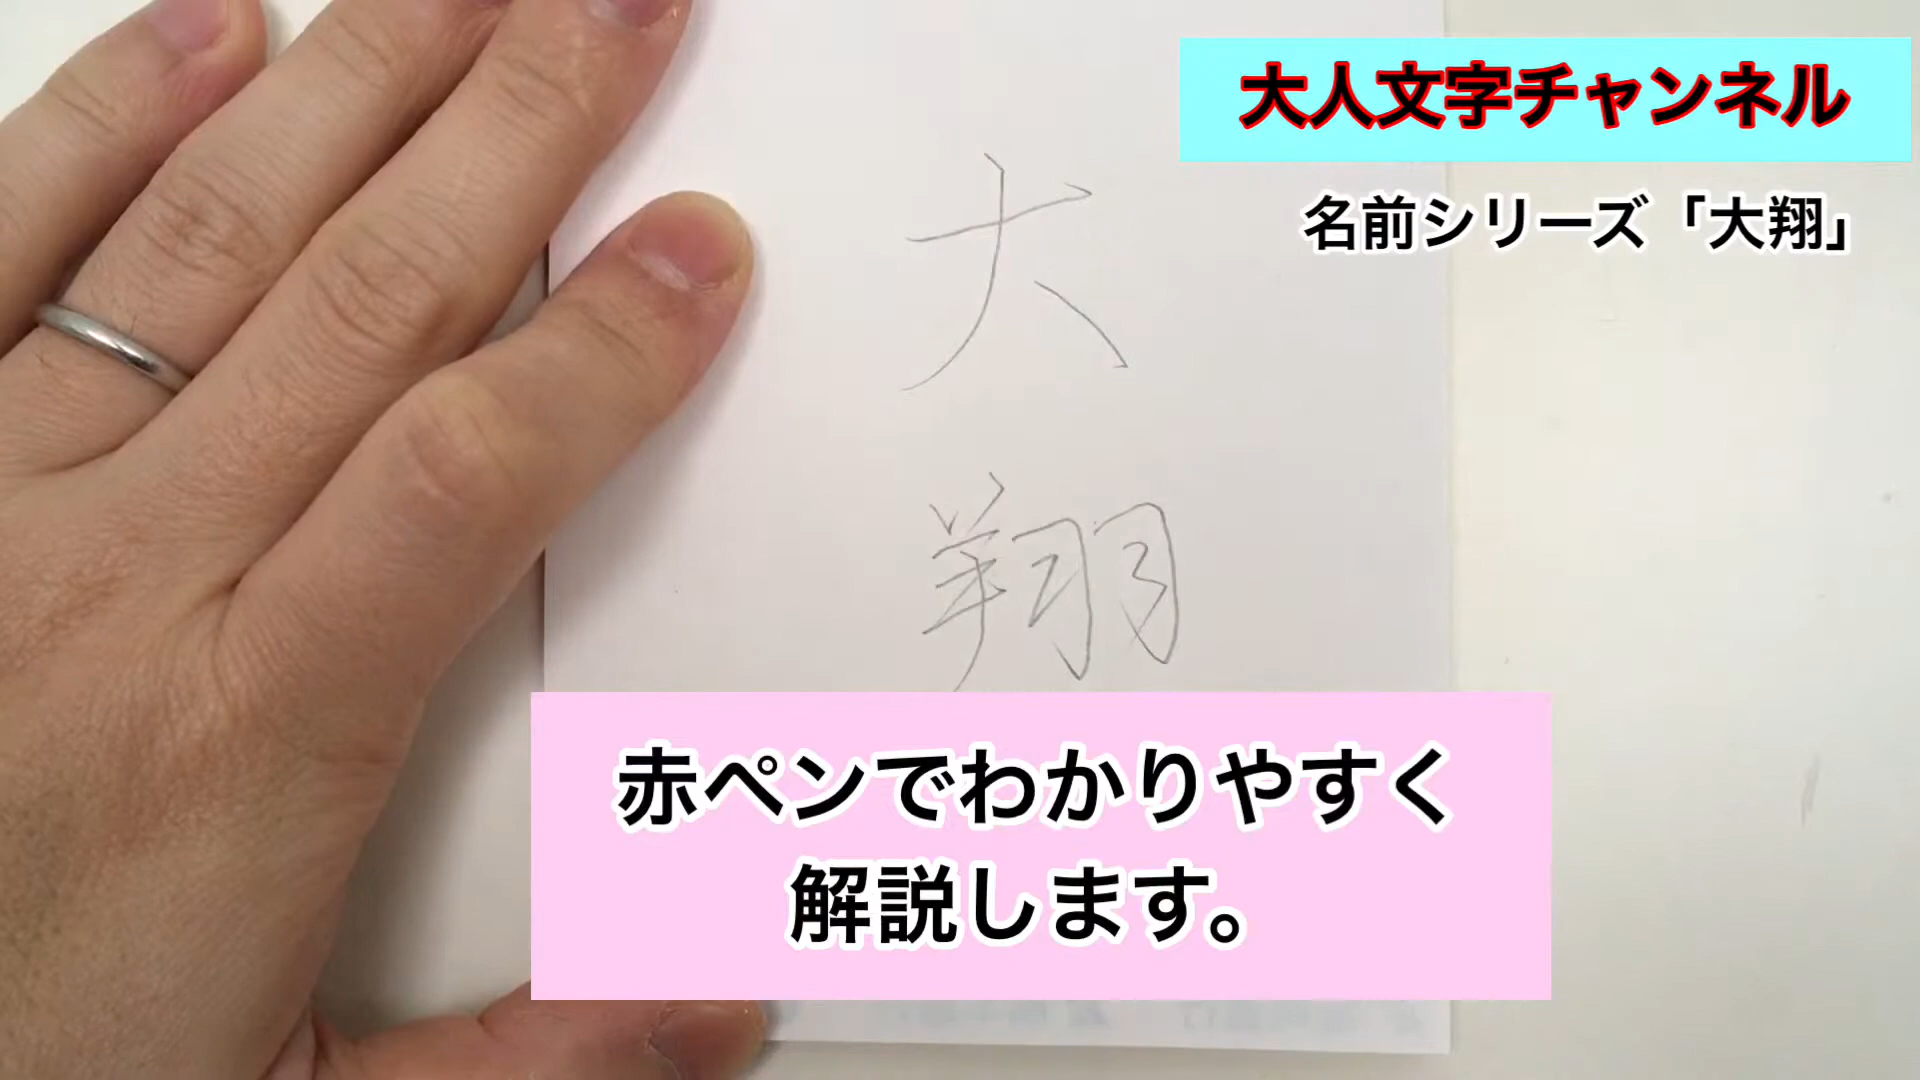 大人文字チャンネル
名前シリーズ「大翔」
大
翔
赤ペンでわかりやすく
解説します。